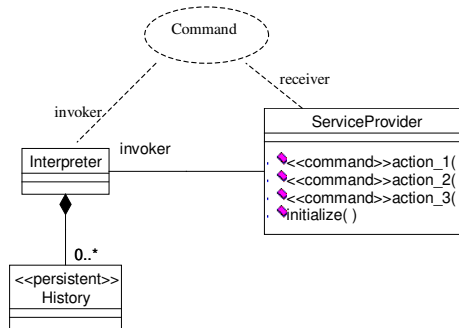 Command
receiver
invoker
ServiceProvider
<<command>>action_1(
<<command>>action_2(
<<command>>action_3(
initialize( )
Interpreter
invoker
0..*
<<persistent>>
History